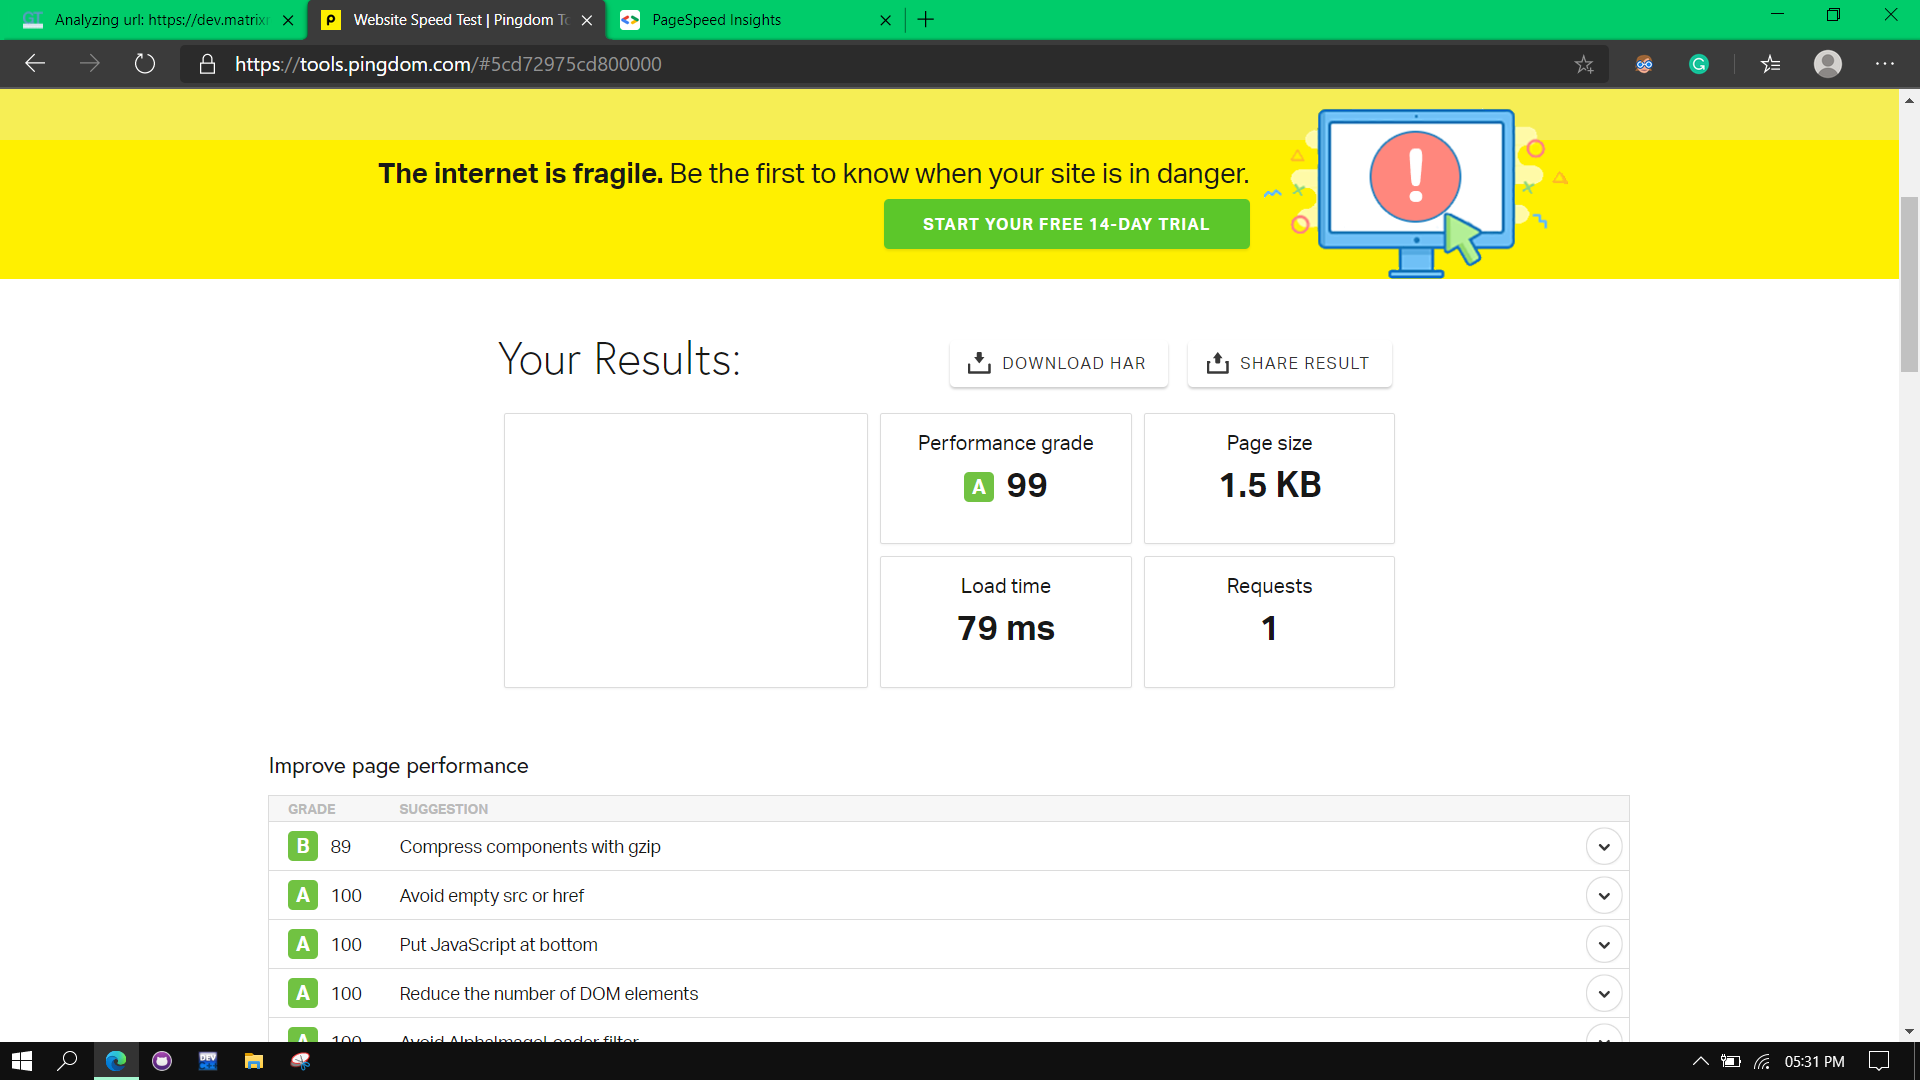 Analyzing url: https://dev.matrixr
Website Speed Test | Pingdom To
PageSpeed Insights
https://tools.pingdom.com/#5cd72975cd800000
The internet is fragile. Be the first to know when your site is in danger.
START YOUR FREE 14-DAY TRIAL
Your Results:
DOWNLOAD HAR
SHARE RESULT
Performance grade
A 99
Page size
1.5 KB
Load time
79 ms
Requests
1
Improve page performance
GRADE SUGGESTION
B 89 Compress components with gzip
A 100 Avoid empty src or href
A 100 Put JavaScript at bottom
A 100 Reduce the number of DOM elements
A 100 Avoid AlphaImageLoader filter
05:31 PM